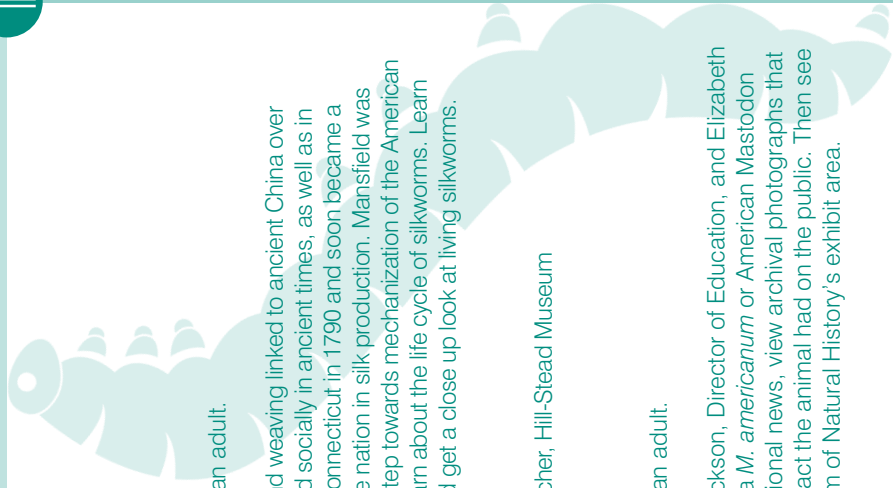 an adult.
nd weaving linked to ancient China over
d socially in ancient times, as well as in
onnecticut in 1790 and soon became a
e nation in silk production. Mansfield was
tep towards mechanization of the American
arn about the life cycle of silkworms. Learn
d get a close up look at living silkworms.
cher, Hill-Stead Museum
an adult.
ckson, Director of Education, and Elizabeth
a M. americanum or American Mastodon
ional news, view archival photographs that
act the animal had on the public. Then see
m of Natural History's exhibit area.